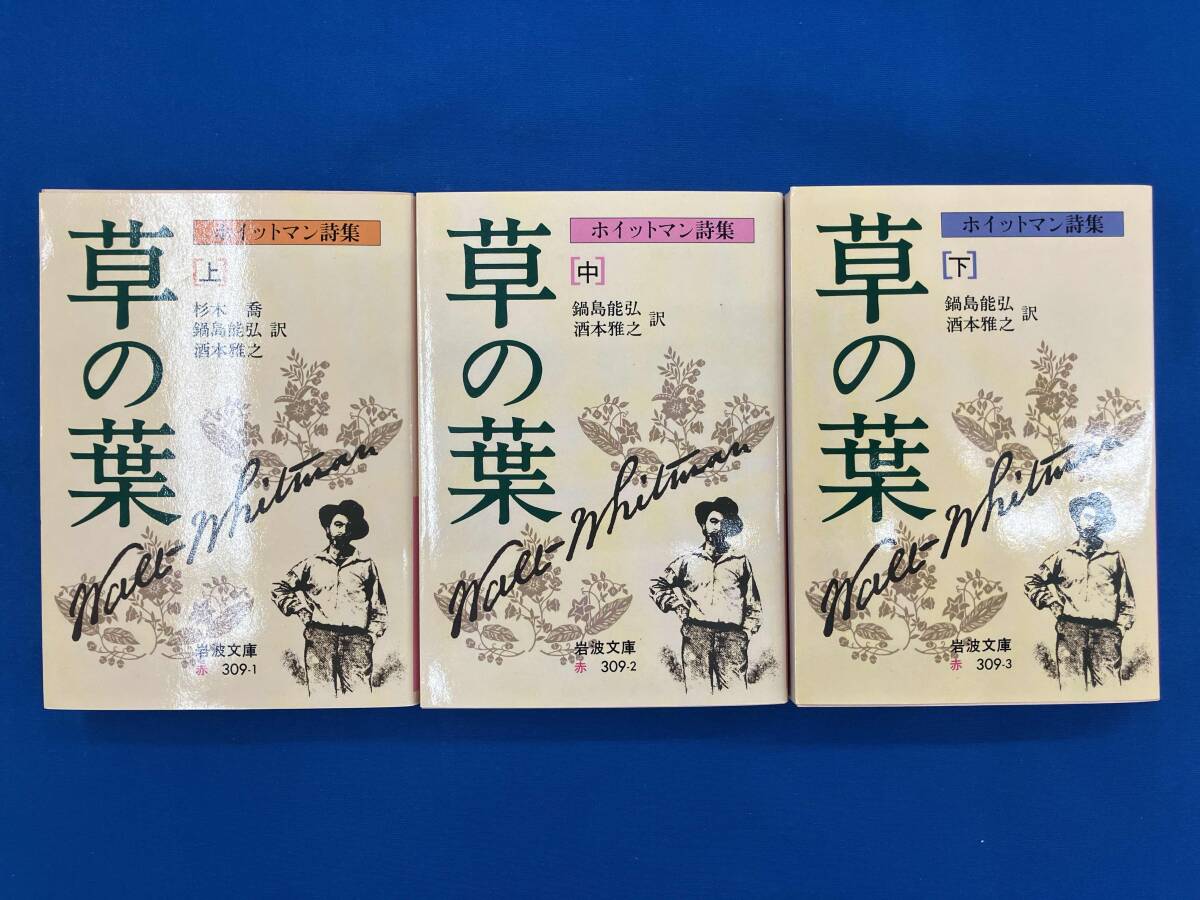 草の葉
ホイットマン詩集
[上]
杉木 喬
鍋島能弘 訳
酒本雅之
Walt Whitman
岩波文庫
赤 309-1
草の葉
ホイットマン詩集
[中]
鍋島能弘
酒本雅之 訳
Walt Whitman
岩波文庫
赤 309-2
草の葉
ホイットマン詩集
[下]
鍋島能弘
酒本雅之 訳
Walt Whitman
岩波文庫
赤 309-3